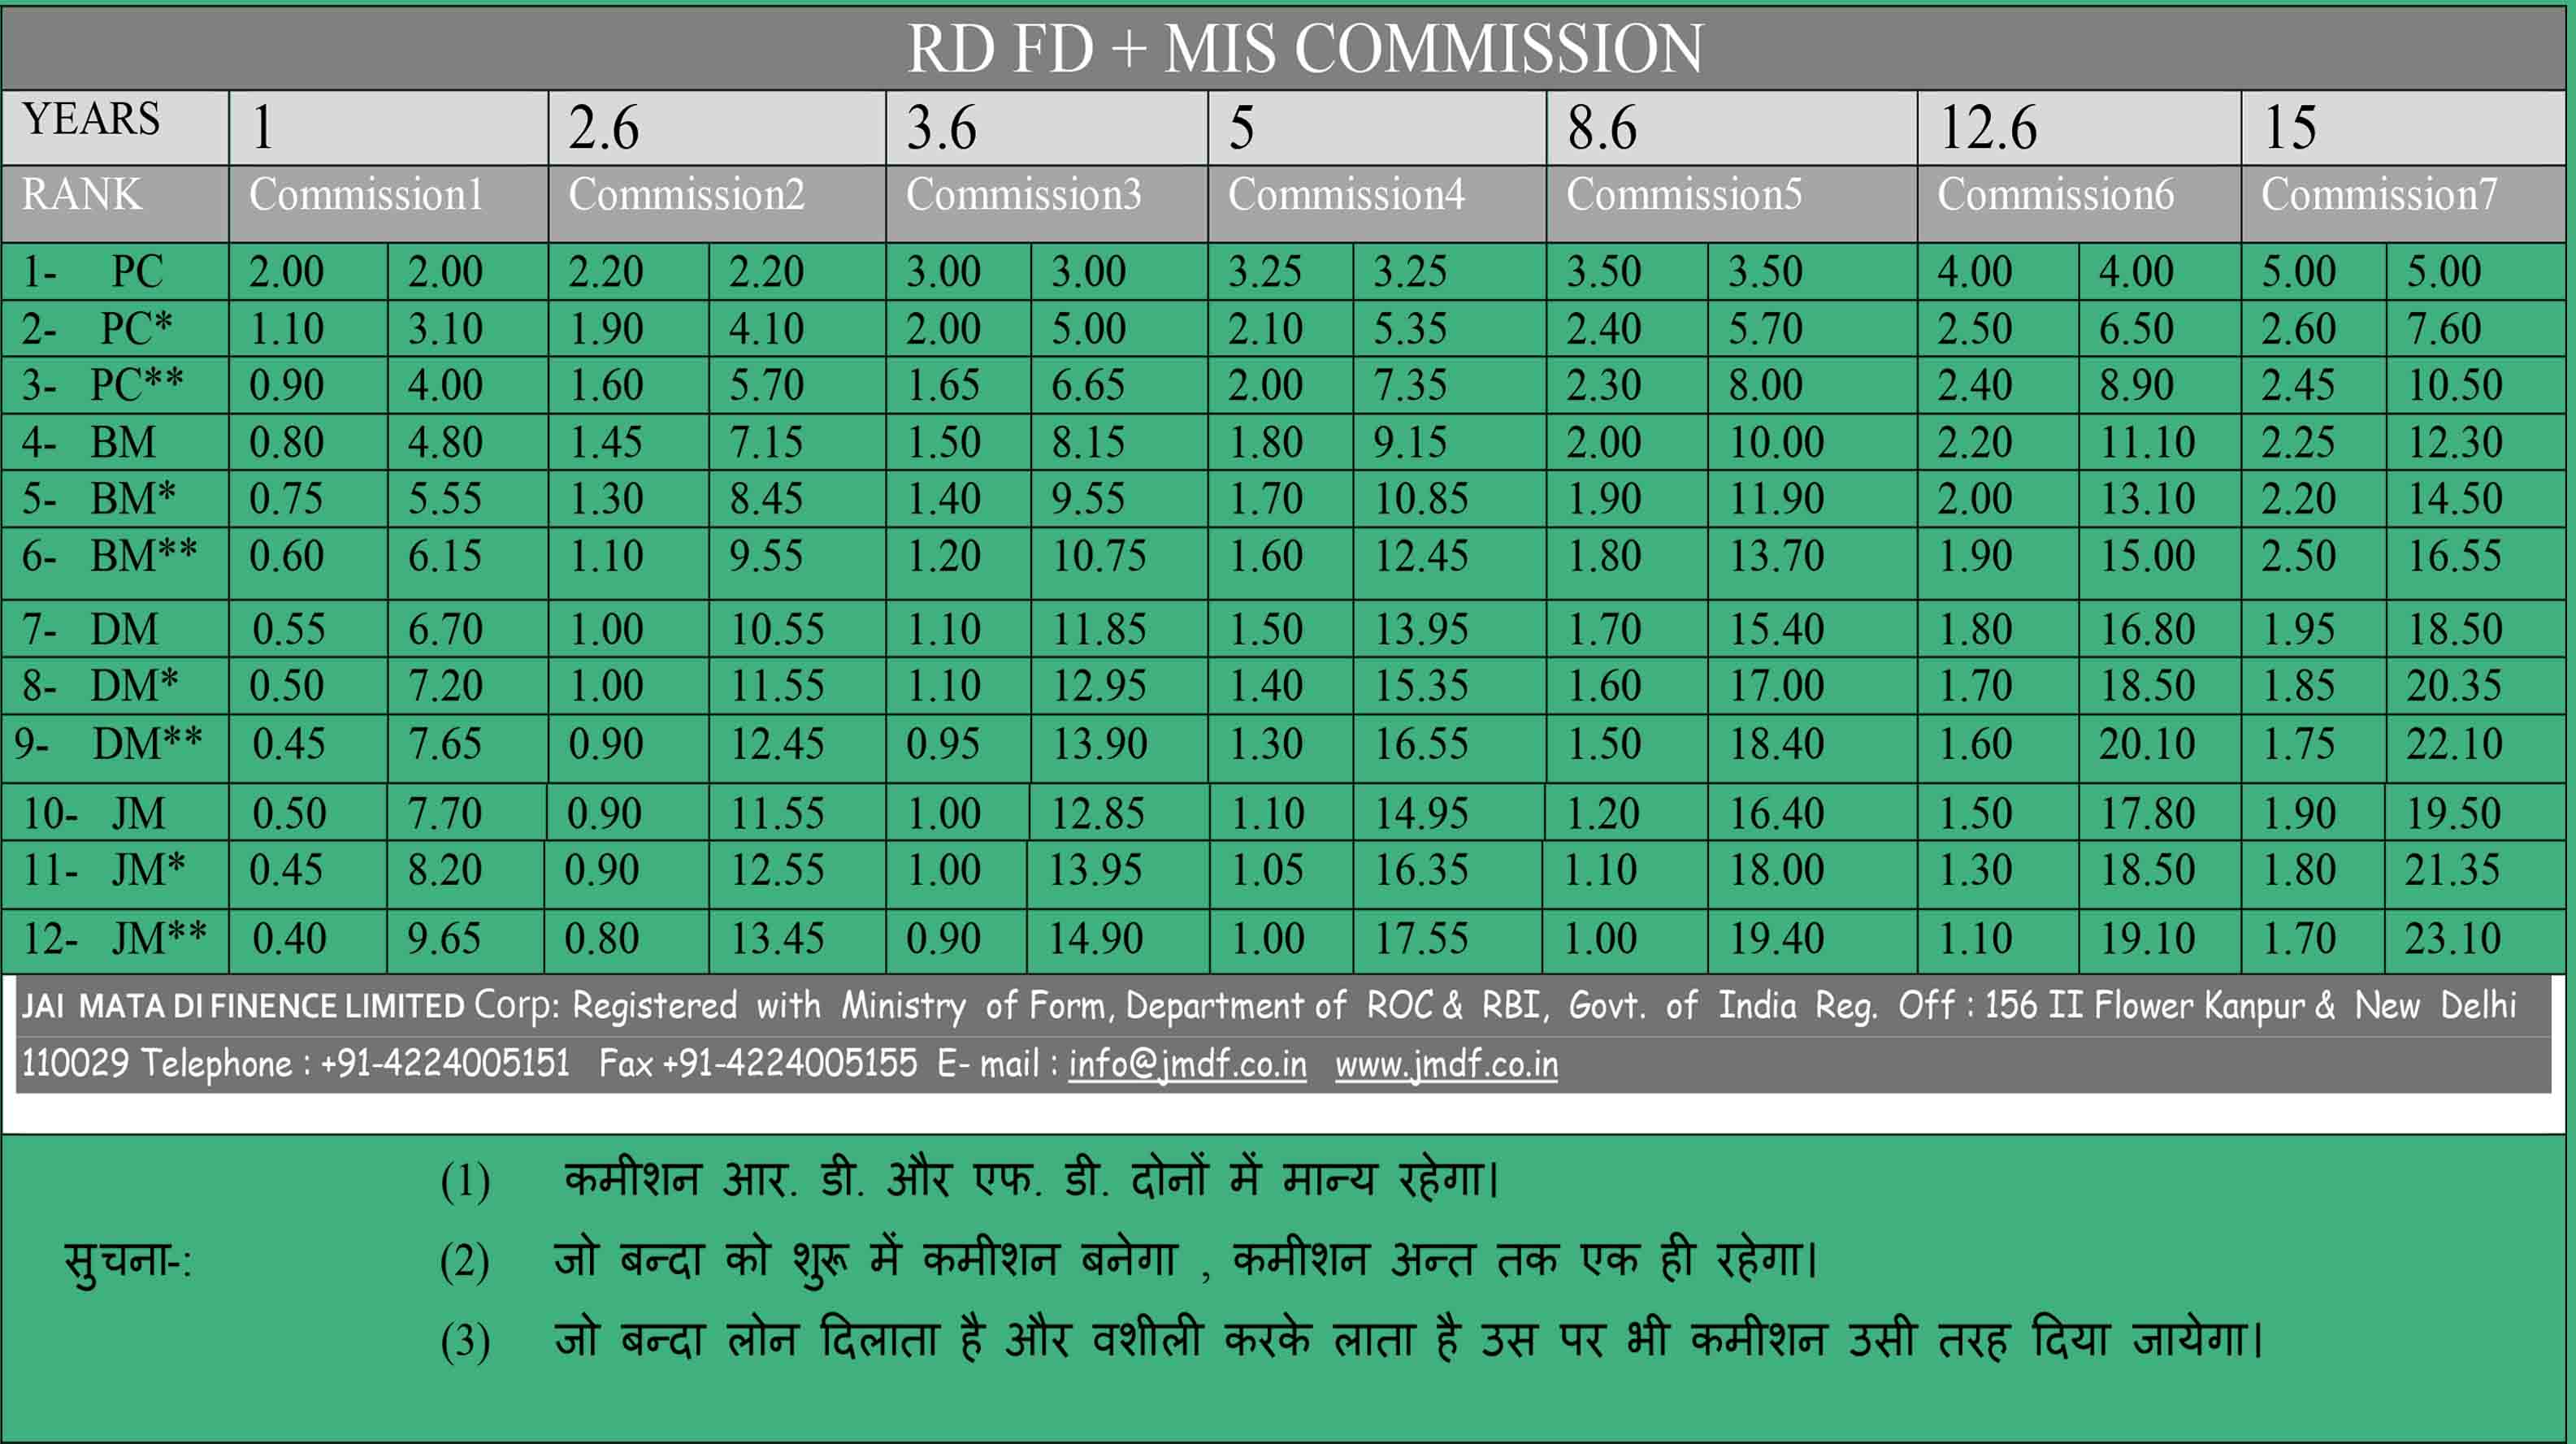 RD FD + MIS COMMISSION
YEARS 1 2.6 3.6 5 8.6 12.6 15
RANK Commission1 Commission2 Commission3 Commission4 Commission5 Commission6 Commission7
1- PC 2.00 2.00 2.20 2.20 3.00 3.00 3.25 3.25 3.50 3.50 4.00 4.00 5.00 5.00
2- PC* 1.10 3.10 1.90 4.10 2.00 5.00 2.10 5.35 2.40 5.70 2.50 6.50 2.60 7.60
3- PC** 0.90 4.00 1.60 5.70 1.65 6.65 2.00 7.35 2.30 8.00 2.40 8.90 2.45 10.50
4- BM 0.80 4.80 1.45 7.15 1.50 8.15 1.80 9.15 2.00 10.00 2.20 11.10 2.25 12.30
5- BM* 0.75 5.55 1.30 8.45 1.40 9.55 1.70 10.85 1.90 11.90 2.00 13.10 2.20 14.50
6- BM** 0.60 6.15 1.10 9.55 1.20 10.75 1.60 12.45 1.80 13.70 1.90 15.00 2.50 16.55
7- DM 0.55 6.70 1.00 10.55 1.10 11.85 1.50 13.95 1.70 15.40 1.80 16.80 1.95 18.50
8- DM* 0.50 7.20 1.00 11.55 1.10 12.95 1.40 15.35 1.60 17.00 1.70 18.50 1.85 20.35
9- DM** 0.45 7.65 0.90 12.45 0.95 13.90 1.30 16.55 1.50 18.40 1.60 20.10 1.75 22.10
10- JM 0.50 7.70 0.90 11.55 1.00 12.85 1.10 14.95 1.20 16.40 1.50 17.80 1.90 19.50
11- JM* 0.45 8.20 0.90 12.55 1.00 13.95 1.05 16.35 1.10 18.00 1.30 18.50 1.80 21.35
12- JM** 0.40 9.65 0.80 13.45 0.90 14.90 1.00 17.55 1.00 19.40 1.10 19.10 1.70 23.10
JAI MATA DI FINENCE LIMITED Corp: Registered with Ministry of Form, Department of ROC & RBI, Govt. of India Reg. Off : 156 II Flower Kanpur & New Delhi
110029 Telephone : +91-4224005151 Fax +91-4224005155 E- mail : info@jmdf.co.in www.jmdf.co.in
(1) कमीशन आर. डी. और एफ. डी. दोनों में मान्य रहेगा।
सुचना-: (2) जो बन्दा को शुरू में कमीशन बनेगा , कमीशन अन्त तक एक ही रहेगा।
(3) जो बन्दा लोन दिलाता है और वशीली करके लाता है उस पर भी कमीशन उसी तरह दिया जायेगा।